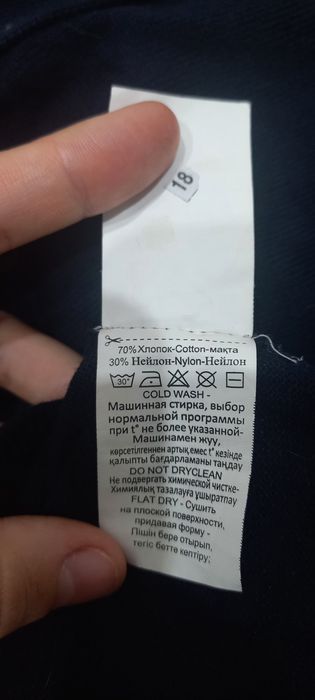 18
70% Хлопок-Cotton-мақта
30% Нейлон-Nylon-Нейлон
30°
COLD WASH -
Машинная стирка, выбор
нормальной программы
при t° не более указанной-
Машинамен жуу,
көрсетілгеннен артық емес t° кезінде
қалыпты бағдарламаны таңдау
DO NOT DRYCLEAN
Не подвергать химической чистке-
Химиялық тазалауға ұшыратпау
FLAT DRY - Сушить
на плоской поверхности,
придавая форму -
Пішін бере отырып,
тегіс бетте кептіру;